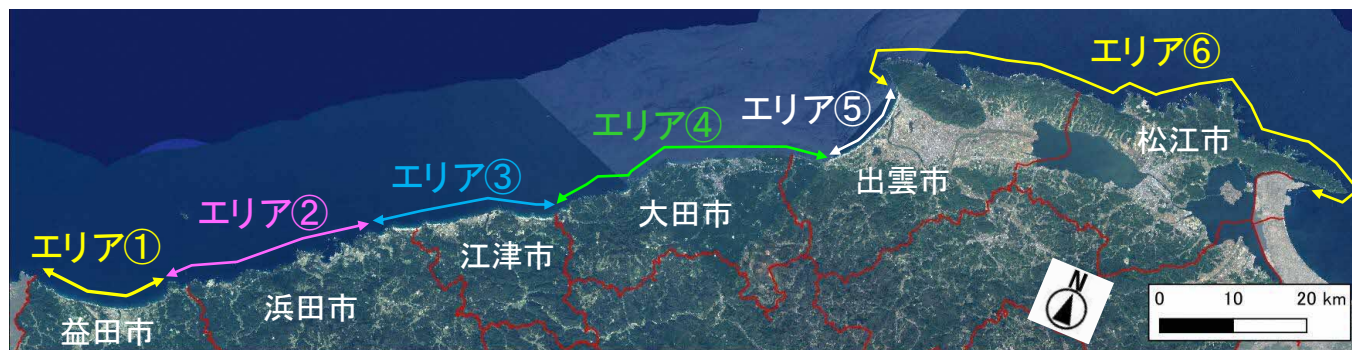 エリア①
エリア②
エリア③
エリア④
エリア⑤
エリア⑥
益田市
浜田市
江津市
大田市
出雲市
松江市
N
0 10 20 km